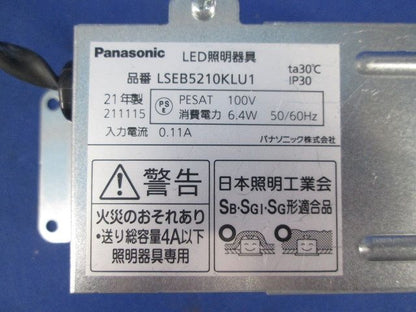 Panasonic LED照明器具 ta30℃
品番 LSEB5210KLU1 IP30
21年製 PS E PESAT 100V
211115 消費電力 6.4W 50/60Hz
入力電流 0.11A パナソニック株式会社
警告
火災のおそれあり
・送り総容量4A以下
照明器具専用
日本照明工業会
SB・SGI・SG形適合品